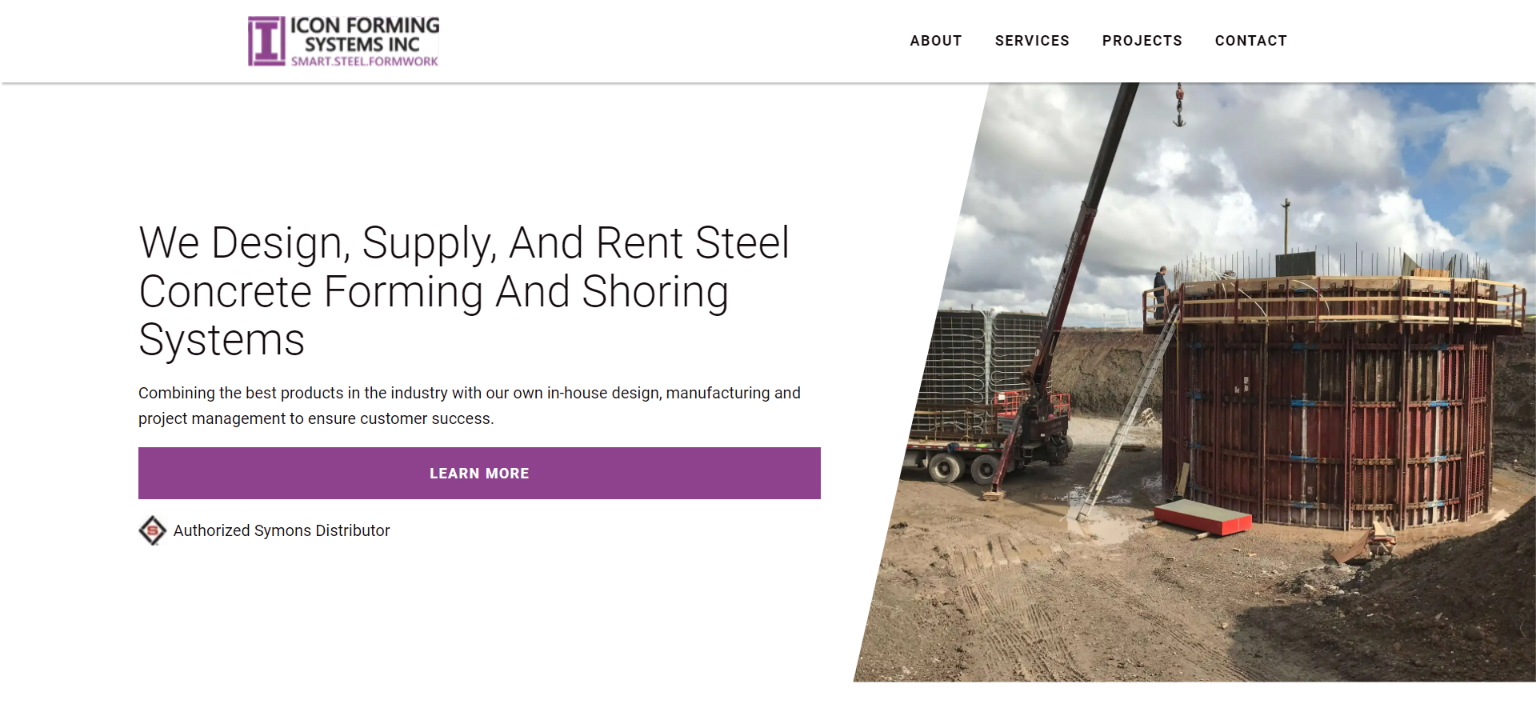 ICON FORMING
SYSTEMS INC
SMART.STEEL.FORMWORK
ABOUT SERVICES PROJECTS CONTACT
We Design, Supply, And Rent Steel
Concrete Forming And Shoring
Systems
Combining the best products in the industry with our own in-house design, manufacturing and
project management to ensure customer success.
LEARN MORE
S Authorized Symons Distributor